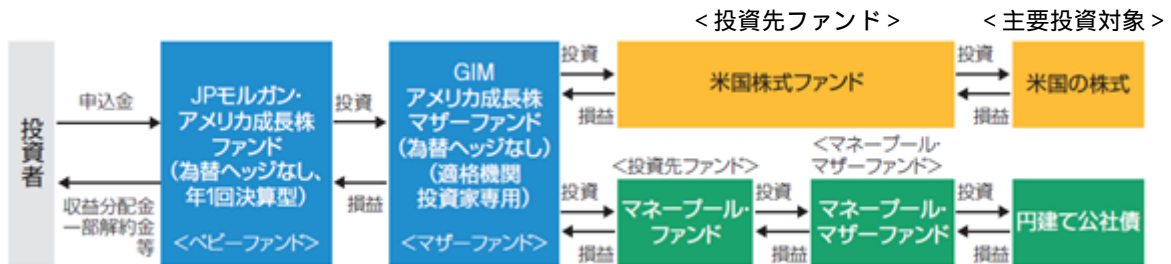 <投資先ファンド>
<主要投資対象>
投資者
申込金
収益分配金
一部解約金
等
JPモルガン・
アメリカ成長株
ファンド
(為替ヘッジなし、
年1回決算型)
<ベビーファンド>
投資
損益
GIM
アメリカ成長株
マザーファンド
(為替ヘッジなし)
(適格機関
投資家専用)
<マザーファンド>
投資
損益
米国株式ファンド
投資
損益
米国の株式
投資
損益
<投資先ファンド>
マネープール・
ファンド
投資
損益
<マネープール・
マザーファンド>
マネープール・
マザーファンド
投資
損益
円建て公社債